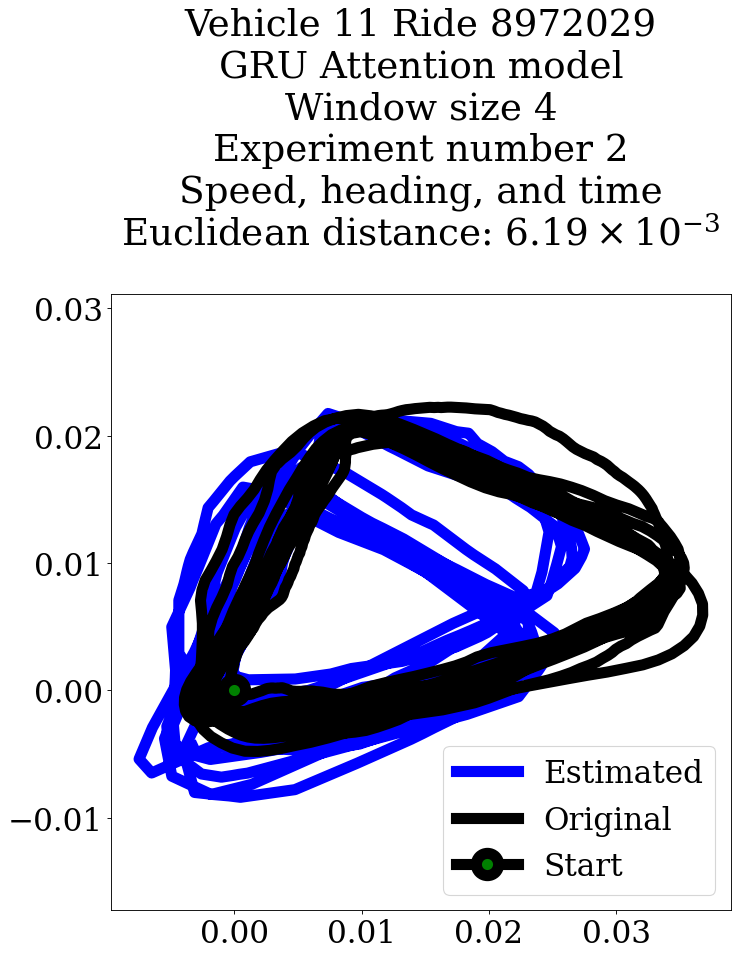 Vehicle 11 Ride 8972029
GRU Attention model
Window size 4
Experiment number 2
Speed, heading, and time
Euclidean distance: 6.19 × 10⁻³
0.03
0.02
0.01
0.00
−0.01
0.00 0.01 0.02 0.03
Estimated
Original
Start